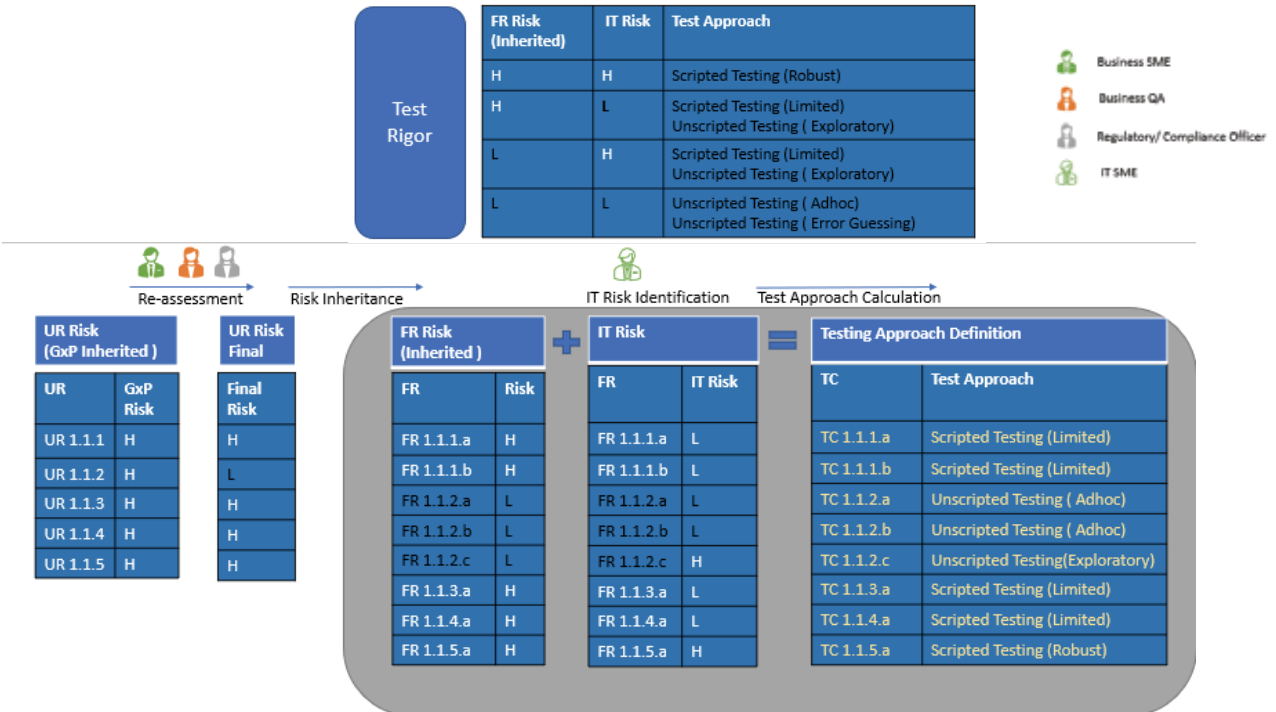 Test
Rigor
FR Risk
(Inherited)
IT Risk
Test Approach
H
H
Scripted Testing (Robust)
H
L
Scripted Testing (Limited)
Unscripted Testing ( Exploratory)
L
H
Scripted Testing (Limited)
Unscripted Testing ( Exploratory)
L
L
Unscripted Testing ( Adhoc)
Unscripted Testing ( Error Guessing)
Business SME
Business QA
Regulatory/ Compliance Officer
IT SME
Re-assessment
Risk Inheritance
IT Risk Identification
Test Approach Calculation
UR Risk
(GxP Inherited )
UR Risk
Final
FR Risk
(Inherited )
IT Risk
Testing Approach Definition
UR
GxP
Risk
Final
Risk
FR
Risk
FR
IT Risk
TC
Test Approach
UR 1.1.1
H
H
FR 1.1.1.a
H
FR 1.1.1.a
L
TC 1.1.1.a
Scripted Testing (Limited)
UR 1.1.2
H
L
FR 1.1.1.b
H
FR 1.1.1.b
L
TC 1.1.1.b
Scripted Testing (Limited)
UR 1.1.3
H
H
FR 1.1.2.a
L
FR 1.1.2.a
L
TC 1.1.2.a
Unscripted Testing ( Adhoc)
UR 1.1.4
H
H
FR 1.1.2.b
L
FR 1.1.2.b
L
TC 1.1.2.b
Unscripted Testing ( Adhoc)
UR 1.1.5
H
H
FR 1.1.2.c
L
FR 1.1.2.c
H
TC 1.1.2.c
Unscripted Testing(Exploratory)
FR 1.1.3.a
H
FR 1.1.3.a
L
TC 1.1.3.a
Scripted Testing (Limited)
FR 1.1.4.a
H
FR 1.1.4.a
L
TC 1.1.4.a
Scripted Testing (Limited)
FR 1.1.5.a
H
FR 1.1.5.a
H
TC 1.1.5.a
Scripted Testing (Robust)